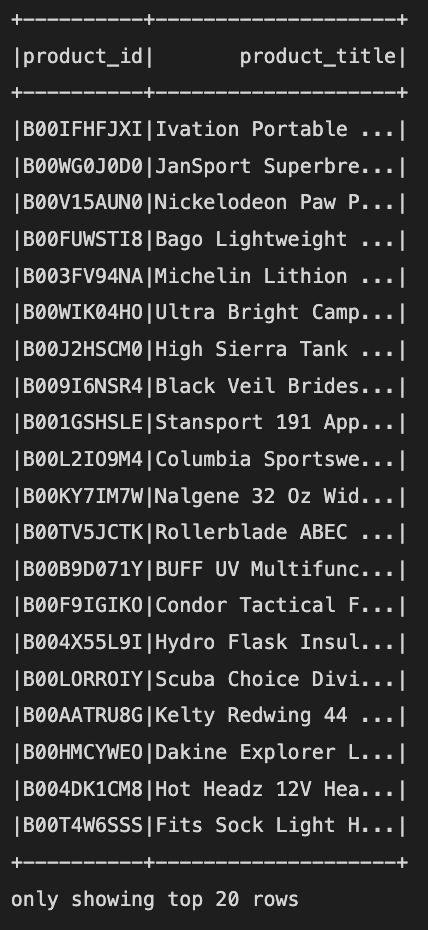 +----------+--------------------+
|product_id|       product_title|
+----------+--------------------+
|B00IFHFJXI|Ivation Portable ...|
|B00WG0J0D0|JanSport Superbre...|
|B00V15AUN0|Nickelodeon Paw P...|
|B00FUWSTI8|Bago Lightweight ...|
|B003FV94NA|Michelin Lithion ...|
|B00WIK04HO|Ultra Bright Camp...|
|B00J2HSCM0|High Sierra Tank ...|
|B009I6NSR4|Black Veil Brides...|
|B001GSHSLE|Stansport 191 App...|
|B00L2IO9M4|Columbia Sportswe...|
|B00KY7IM7W|Nalgene 32 Oz Wid...|
|B00TV5JCTK|Rollerblade ABEC ...|
|B00B9D071Y|BUFF UV Multifunc...|
|B00F9IGIKO|Condor Tactical F...|
|B004X55L9I|Hydro Flask Insul...|
|B00LORROIY|Scuba Choice Divi...|
|B00AATRU8G|Kelty Redwing 44 ...|
|B00HMCYWEO|Dakine Explorer L...|
|B004DK1CM8|Hot Headz 12V Hea...|
|B00T4W6SSS|Fits Sock Light H...|
+----------+--------------------+
only showing top 20 rows